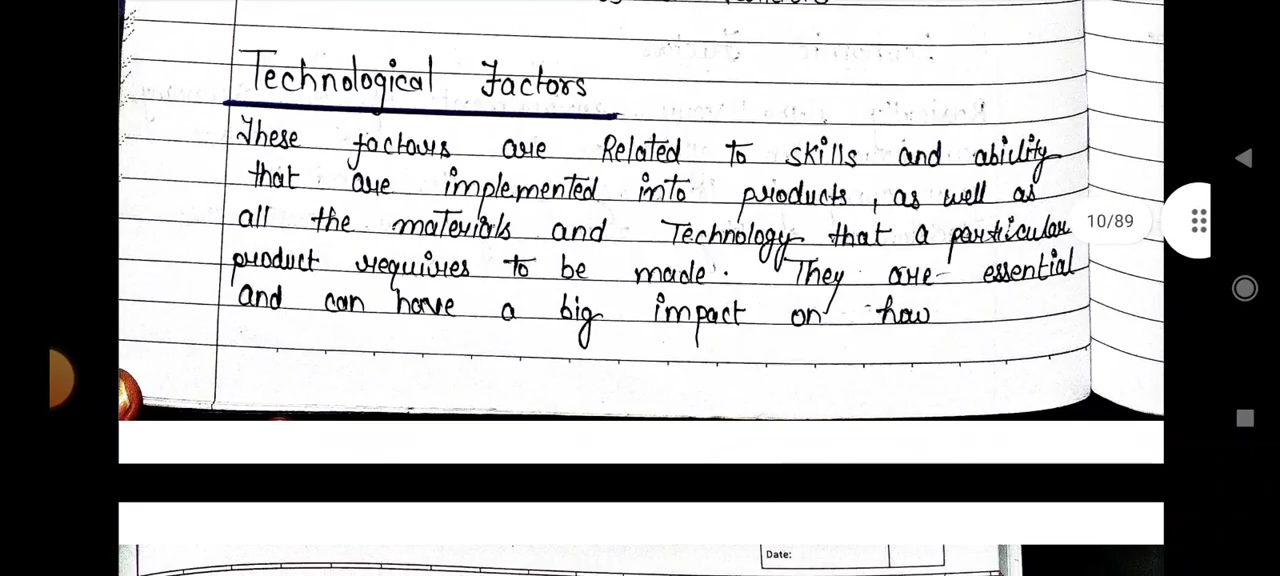 Technological Factors
These factors are Related to skills and ability
that are implemented into products, as well as
all the materials and Technology that a particular
10/89
product requires to be made. They are essential
and can have a big impact on how
Date: